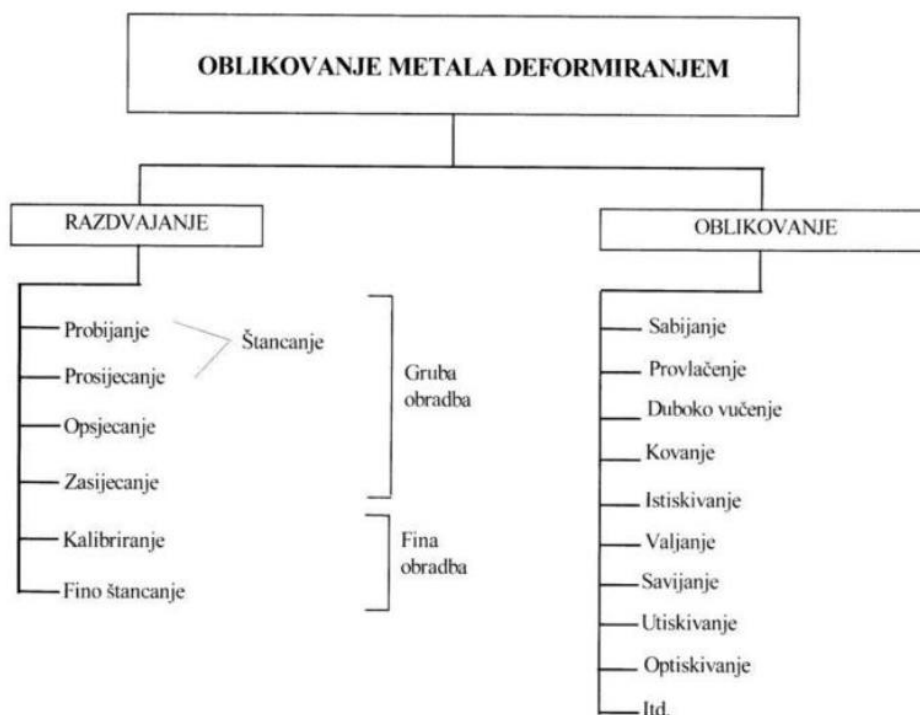 OBLIKOVANJE METALA DEFORMIRANJEM
RAZDVAJANJE
Probijanje
Prosijecanje
Štancanje
Opsjecanje
Zasijecanje
Gruba
obradba
Kalibriranje
Fino štancanje
Fina
obradba
OBLIKOVANJE
Sabijanje
Provlačenje
Duboko vučenje
Kovanje
Istiskivanje
Valjanje
Savijanje
Utiskivanje
Optiskivanje
Itd.